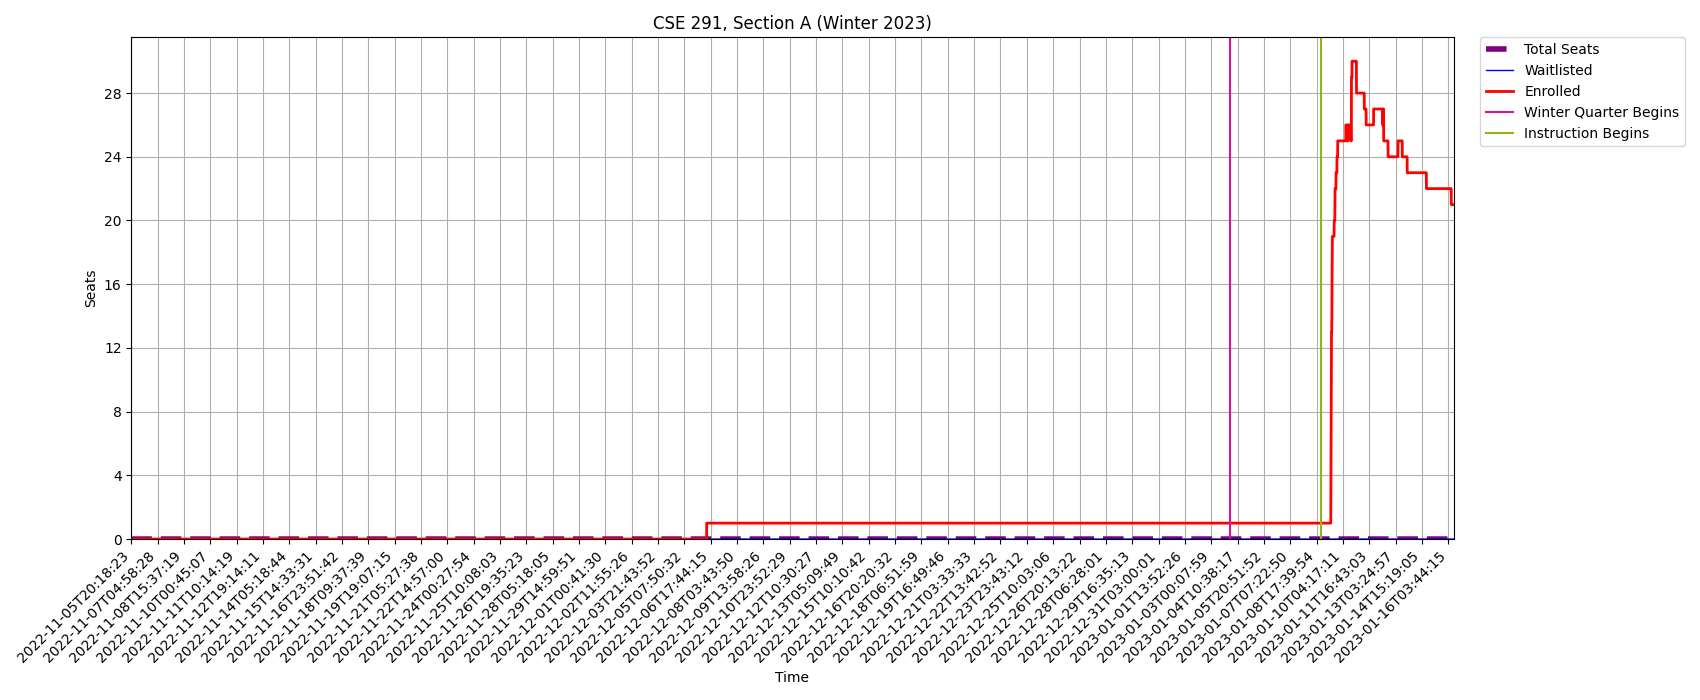 CSE 291, Section A (Winter 2023)
Total Seats
Waitlisted
Enrolled
Winter Quarter Begins
Instruction Begins
Seats
28
24
20
16
12
8
4
0
2022-11-05T20:18:23
2022-11-07T04:58:28
2022-11-08T15:37:19
2022-11-10T00:45:07
2022-11-11T10:14:19
2022-11-12T19:14:11
2022-11-14T05:18:44
2022-11-15T14:33:31
2022-11-16T23:51:42
2022-11-18T09:37:39
2022-11-19T19:07:15
2022-11-21T05:27:38
2022-11-22T14:57:00
2022-11-24T00:27:54
2022-11-25T10:08:03
2022-11-26T19:35:23
2022-11-28T05:18:05
2022-11-29T14:59:51
2022-12-01T00:41:30
2022-12-02T11:55:26
2022-12-03T21:43:52
2022-12-05T07:50:32
2022-12-06T17:44:15
2022-12-08T03:43:50
2022-12-09T13:58:26
2022-12-10T23:52:29
2022-12-12T10:30:27
2022-12-13T05:09:49
2022-12-15T10:10:42
2022-12-16T20:20:32
2022-12-18T06:51:59
2022-12-19T16:49:46
2022-12-21T03:33:33
2022-12-22T13:42:52
2022-12-23T23:43:12
2022-12-25T10:03:06
2022-12-26T20:13:22
2022-12-28T06:28:01
2022-12-29T16:35:13
2022-12-31T03:00:01
2023-01-01T13:52:26
2023-01-03T00:07:59
2023-01-04T10:38:17
2023-01-05T20:51:52
2023-01-07T07:22:50
2023-01-08T17:39:54
2023-01-10T04:17:11
2023-01-11T16:43:03
2023-01-13T03:24:57
2023-01-14T15:19:05
2023-01-16T03:44:15
Time